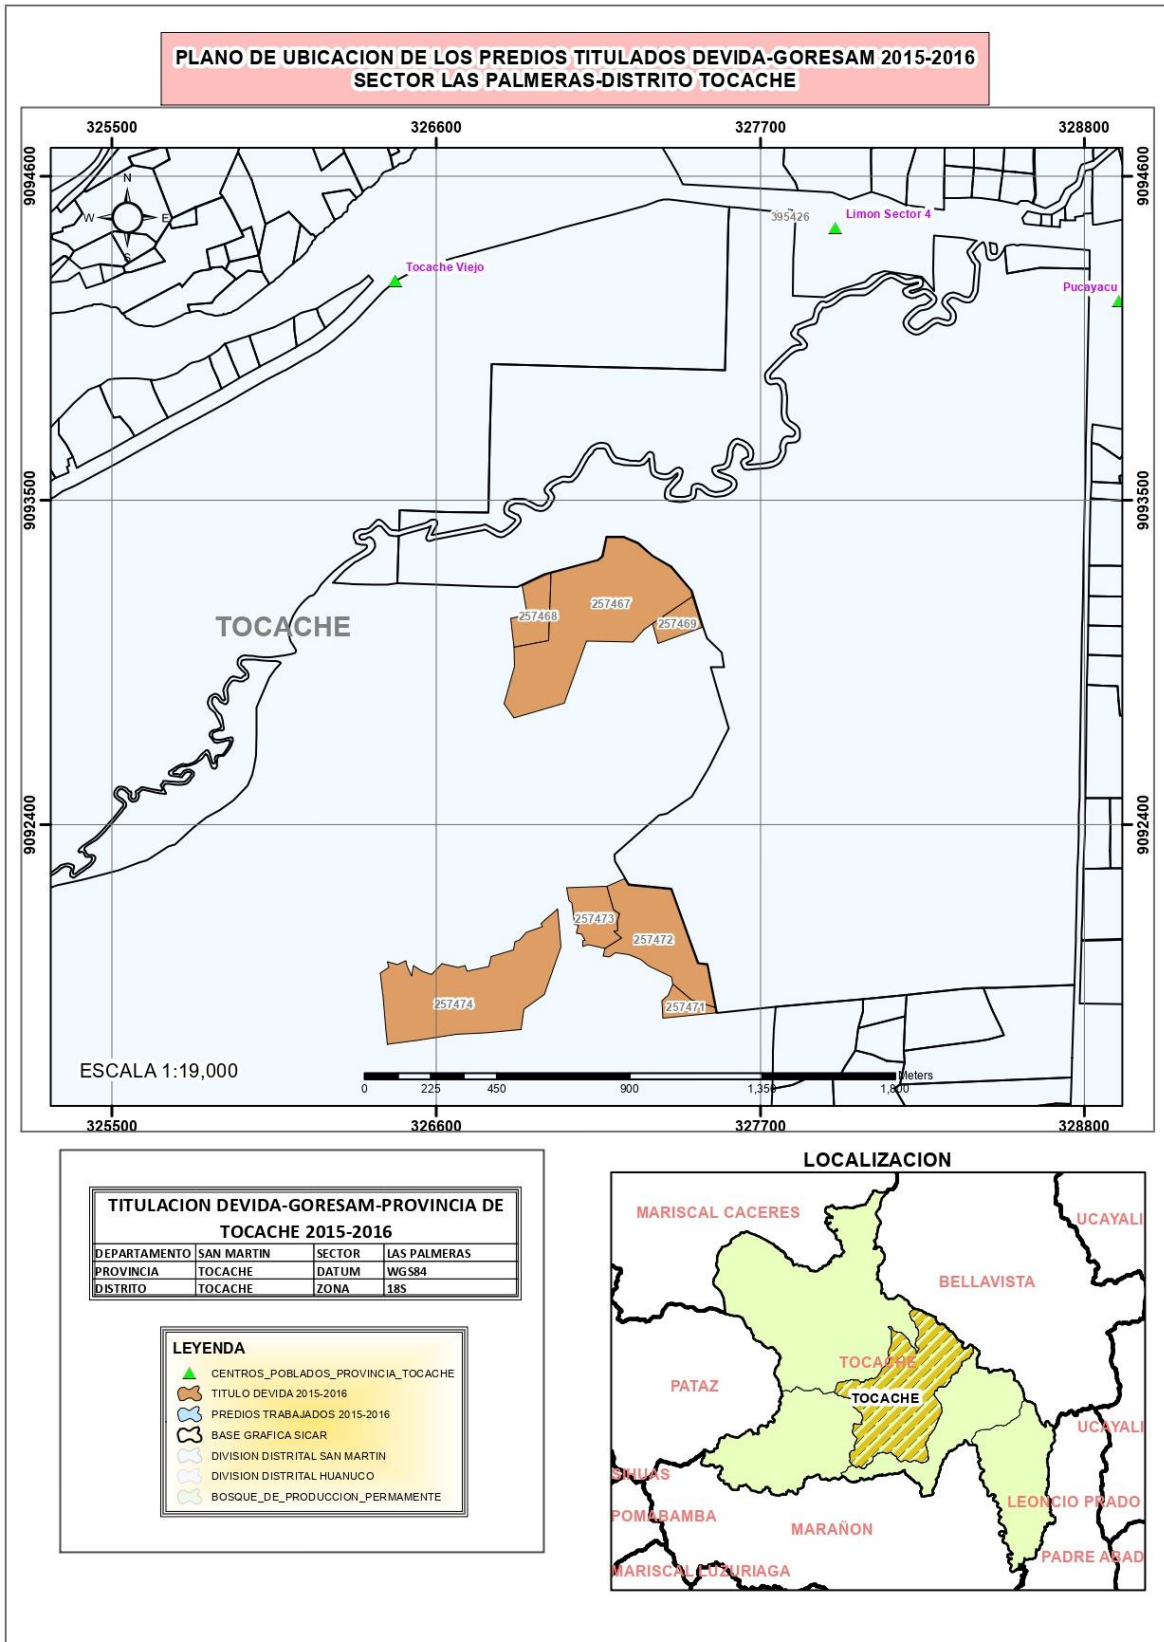 PLANO DE UBICACION DE LOS PREDIOS TITULADOS DEVIDA-GORESAM 2015-2016
SECTOR LAS PALMERAS-DISTRITO TOCACHE
325500 326600 327700 328800
9094600 9094600
N
W E
S
395426
Limon Sector 4
Tocache Viejo
Pucayacu
9093500 9093500
TOCACHE
257468
257467
257469
9092400 9092400
257473
257472
257474
257471
ESCALA 1:19,000
Meters
0 225 450 900 1,350 1,800
325500 326600 327700 328800
TITULACION DEVIDA-GORESAM-PROVINCIA DE
TOCACHE 2015-2016
DEPARTAMENTO SAN MARTIN SECTOR LAS PALMERAS
PROVINCIA TOCACHE DATUM WGS84
DISTRITO TOCACHE ZONA 18S
LEYENDA
CENTROS_POBLADOS_PROVINCIA_TOCACHE
TITULO DEVIDA 2015-2016
PREDIOS TRABAJADOS 2015-2016
BASE GRAFICA SICAR
DIVISION DISTRITAL SAN MARTIN
DIVISION DISTRITAL HUANUCO
BOSQUE_DE_PRODUCCION_PERMAMENTE
LOCALIZACION
MARISCAL CACERES
UCAYALI
BELLAVISTA
TOCACHE
PATAZ
TOCACHE
UCAYALI
SIHUAS
LEONCIO PRADO
POMABAMBA
MARAÑON
PADRE ABAD
MARISCAL LUZURIAGA